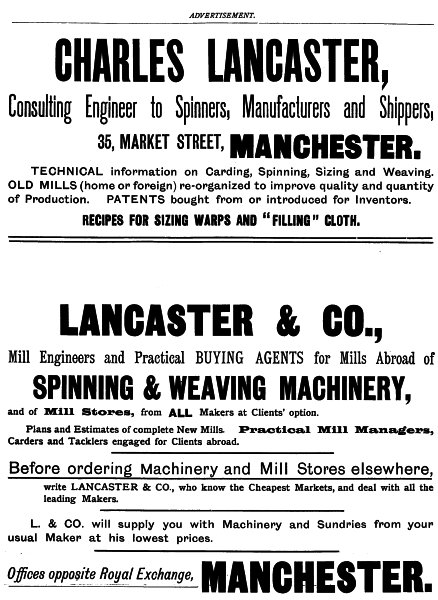 ADVERTISEMENT.
CHARLES LANCASTER,
Consulting Engineer to Spinners, Manufacturers and Shippers,
35, MARKET STREET, MANCHESTER.
TECHNICAL information on Carding, Spinning, Sizing and Weaving.
OLD MILLS (home or foreign) re-organized to improve quality and quantity
of Production. PATENTS bought from or introduced for Inventors.
RECIPES FOR SIZING WARPS AND "FILLING" CLOTH.
LANCASTER & CO.,
Mill Engineers and Practical BUYING AGENTS for Mills Abroad of
SPINNING & WEAVING MACHINERY,
and of Mill Stores, from ALL Makers at Clients' option.
Plans and Estimates of complete New Mills. Practical Mill Managers,
Carders and Tacklers engaged for Clients abroad.
Before ordering Machinery and Mill Stores elsewhere,
write LANCASTER & CO., who know the Cheapest Markets, and deal with all the
leading Makers.
L. & CO. will supply you with Machinery and Sundries from your
usual Maker at his lowest prices.
Offices opposite Royal Exchange, MANCHESTER.